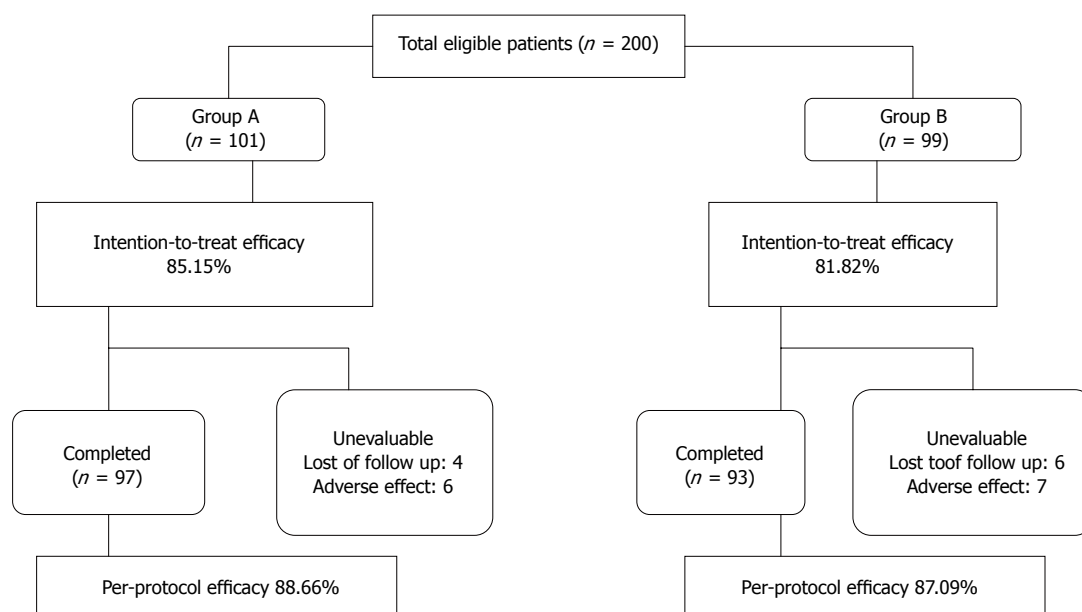 Total eligible patients (n = 200)
Group A
(n = 101)
Group B
(n = 99)
Intention-to-treat efficacy
85.15%
Intention-to-treat efficacy
81.82%
Completed
(n = 97)
Unevaluable
Lost of follow up: 4
Adverse effect: 6
Completed
(n = 93)
Unevaluable
Lost toof follow up: 6
Adverse effect: 7
Per-protocol efficacy 88.66%
Per-protocol efficacy 87.09%